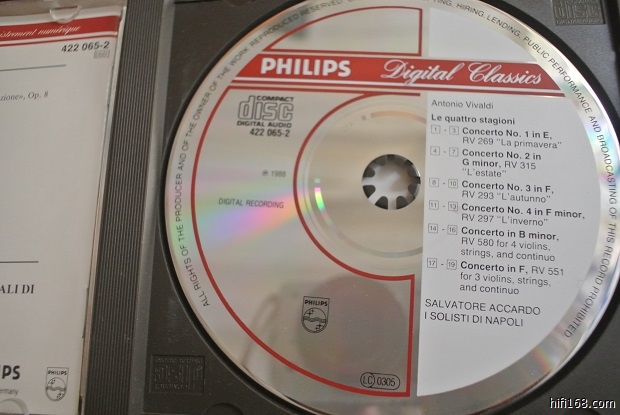 istrement numérique
422 065-2
zione», Op. 8
ALI DI
PS
ermany
PHILIPS
ALL RIGHTS OF THE PRODUCER AND OF THE OWNER OF THE WORK REPRODUCED RESERVED
HIRING, LENDING, PUBLIC PERFORMANCE AND BROADCASTING OF THIS RECORD PROHIBITED
PHILIPS Digital Classics
COMPACT
disc
DIGITAL AUDIO
422 065-2
℗ 1988
DIGITAL RECORDING
PHILIPS
LC 0305
Antonio Vivaldi
Le quattro stagioni
1 - 3 Concerto No. 1 in E,
RV 269 "La primavera"
4 - 7 Concerto No. 2 in
G minor, RV 315
"L'estate"
8 - 10 Concerto No. 3 in F,
RV 293 "L'autunno"
11 - 13 Concerto No. 4 in F minor,
RV 297 "L'inverno"
14 - 16 Concerto in B minor,
RV 580 for 4 violins,
strings, and continuo
17 - 19 Concerto in F, RV 551
for 3 violins, strings,
and continuo
SALVATORE ACCARDO
I SOLISTI DI NAPOLI
hifi168.com